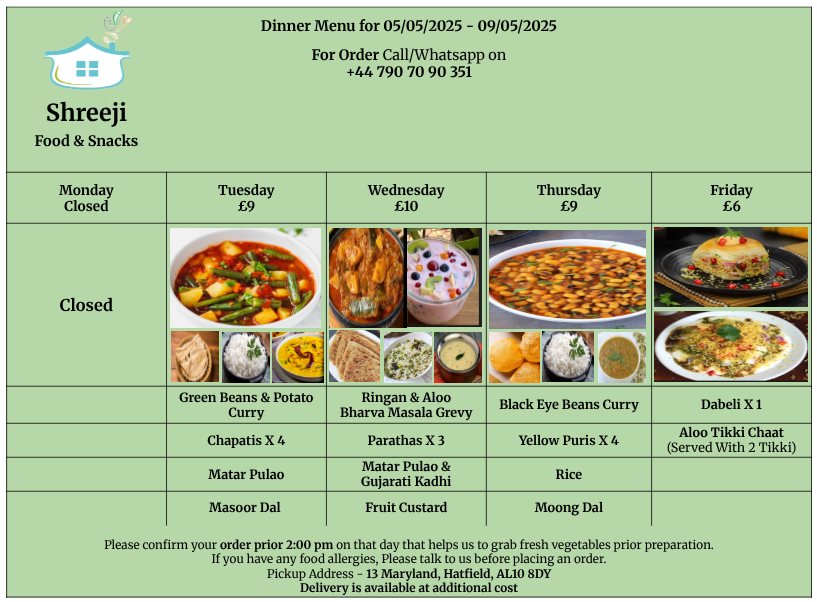 Dinner Menu for 05/05/2025 - 09/05/2025
For Order Call/Whatsapp on
+44 790 70 90 351
Shreeji
Food & Snacks
Monday
Closed
Tuesday
£9
Wednesday
£10
Thursday
£9
Friday
£6
Closed
Green Beans & Potato
Curry
Ringan & Aloo
Bharva Masala Grevy
Black Eye Beans Curry
Dabeli X 1
Chapatis X 4
Parathas X 3
Yellow Puris X 4
Aloo Tikki Chaat
(Served With 2 Tikki)
Matar Pulao
Matar Pulao &
Gujarati Kadhi
Rice
Masoor Dal
Fruit Custard
Moong Dal
Please confirm your order prior 2:00 pm on that day that helps us to grab fresh vegetables prior preparation.
If you have any food allergies, Please talk to us before placing an order.
Pickup Address - 13 Maryland, Hatfield, AL10 8DY
Delivery is available at additional cost